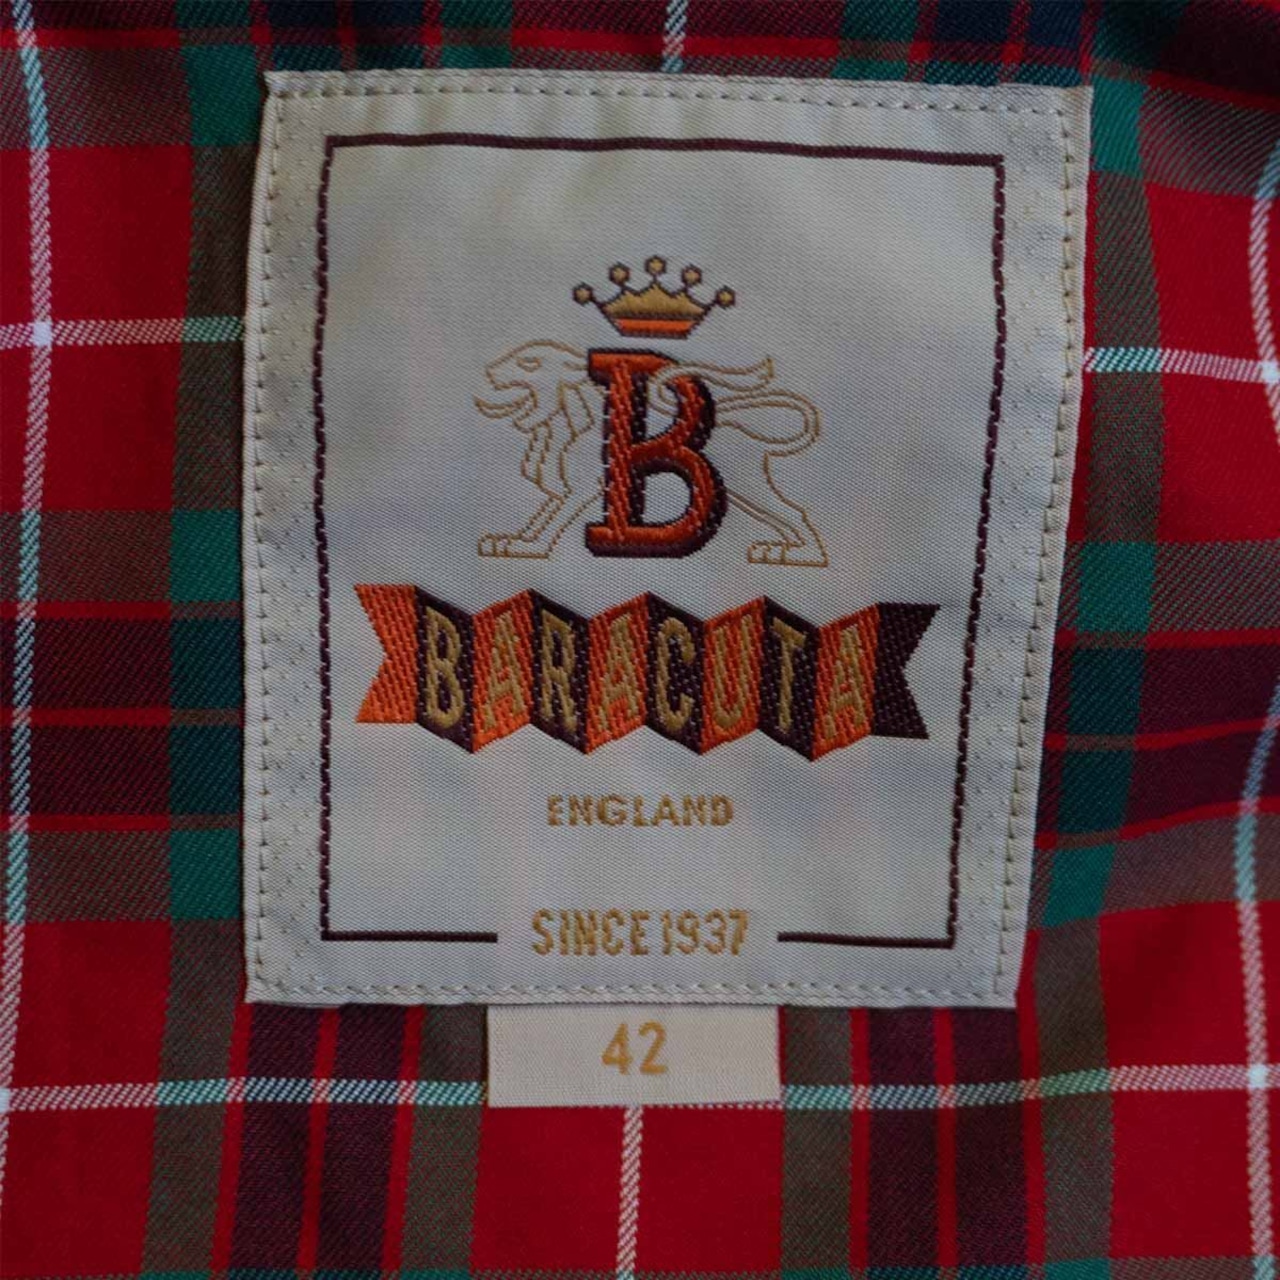 B
BARACUTA
ENGLAND
SINCE 1937
42